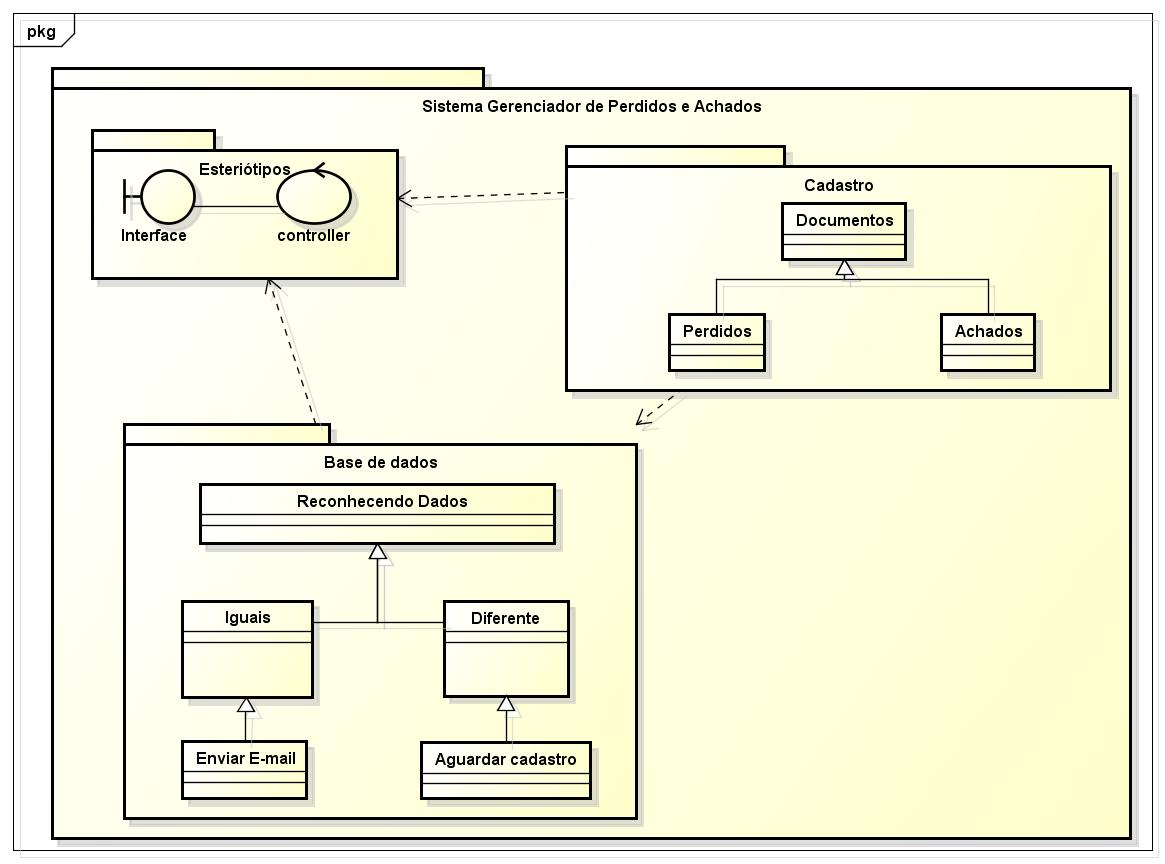 pkg
Sistema Gerenciador de Perdidos e Achados
Esteriótipos
Interface
controller
Cadastro
Documentos
Perdidos
Achados
Base de dados
Reconhecendo Dados
Iguais
Diferente
Enviar E-mail
Aguardar cadastro